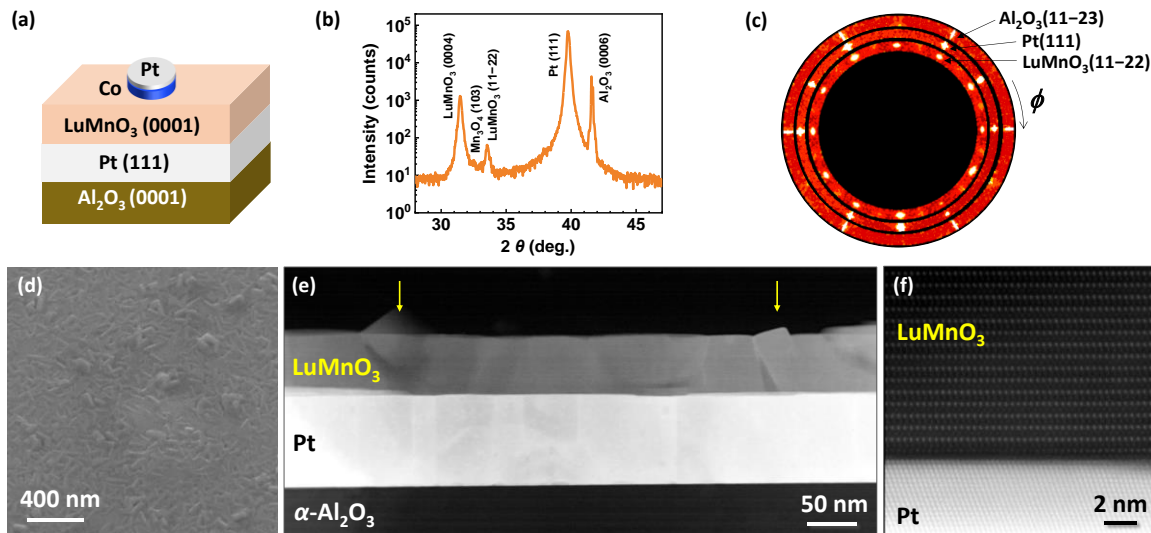 (a)
Pt
Co
LuMnO₃ (0001)
Pt (111)
Al₂O₃ (0001)
(b)
Intensity (counts)
10⁵
10⁴
10³
10²
10¹
10⁰
LuMnO₃ (0004)
Mn₃O₄ (103)
LuMnO₃ (11−22)
Pt (111)
Al₂O₃ (0006)
30
35
40
45
2 θ (deg.)
(c)
Al₂O₃(11−23)
Pt(111)
LuMnO₃(11−22)
ϕ
(d)
400 nm
(e)
LuMnO₃
Pt
α-Al₂O₃
50 nm
(f)
LuMnO₃
Pt
2 nm